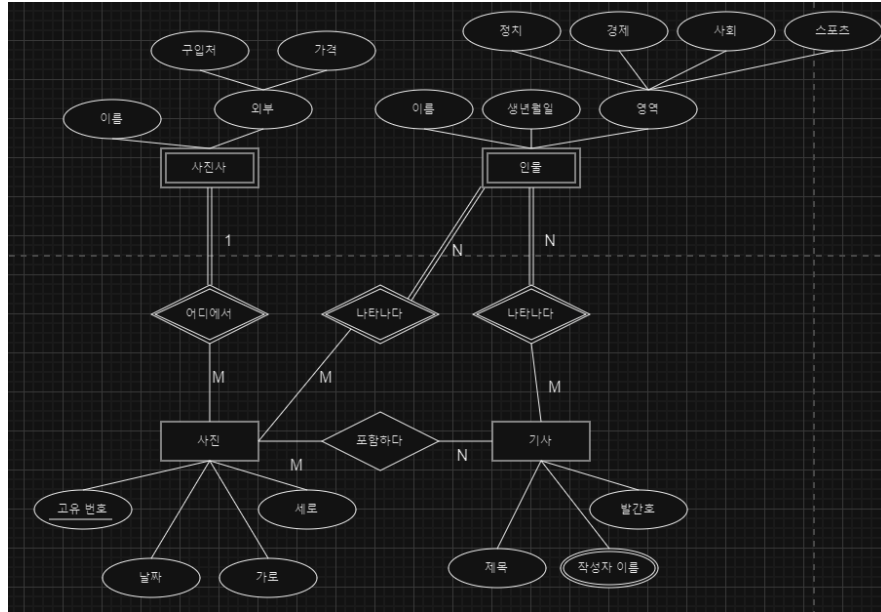 정치
경제
사회
스포츠
구입처
가격
이름
외부
이름
생년월일
영역
사진사
인물
1
N
N
어디에서
나타나다
나타나다
M
M
M
사진
포함하다
기사
M
N
고유 번호
세로
발간호
날짜
가로
제목
작성자 이름